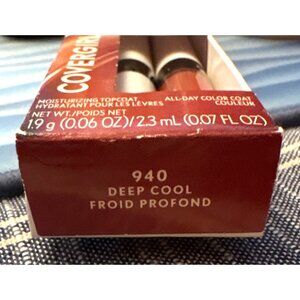 COVERGIRL
MOISTURIZING TOPCOAT
HYDRATANT POUR LES LÈVRES
ALL-DAY COLOR COAT
COULEUR
NET WT./POIDS NET
1.9 g (0.06 OZ)/2.3 mL (0.07 FL OZ)
940
DEEP COOL
FROID PROFOND